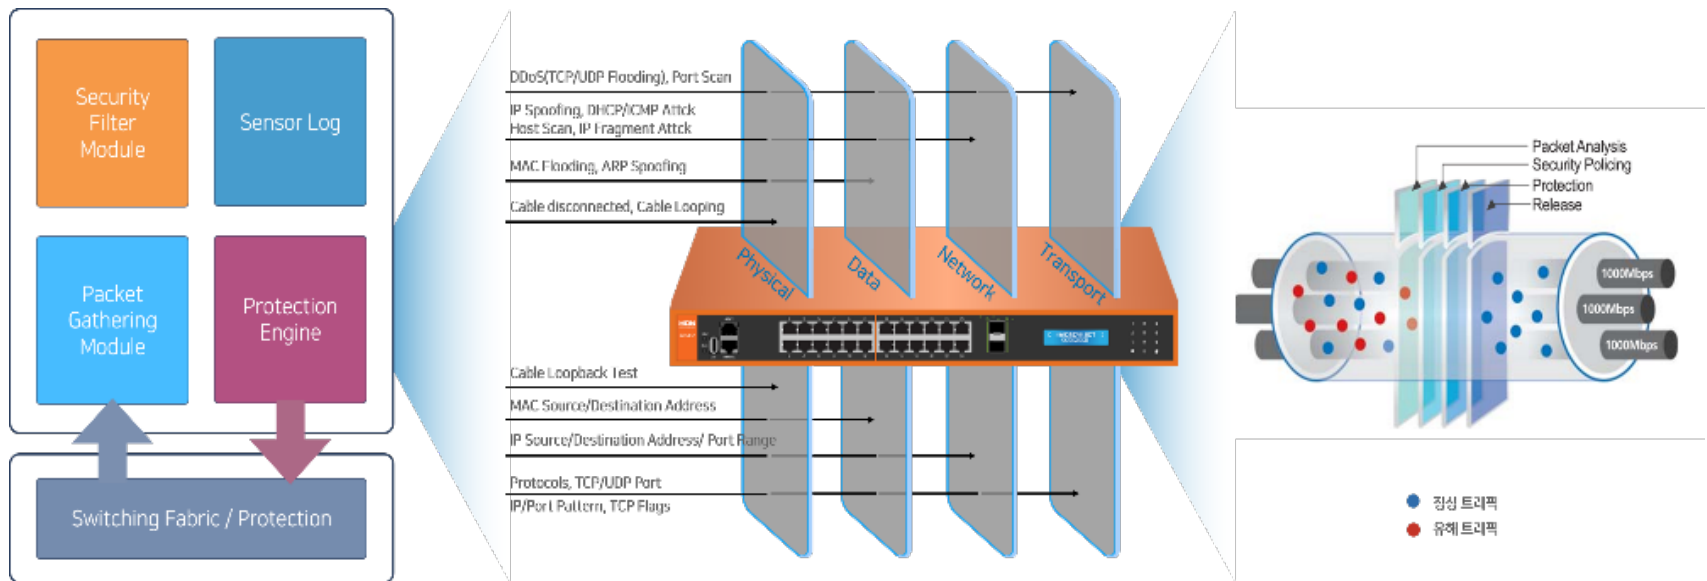 Security
Filter
Module
Sensor Log
Packet
Gathering
Module
Protection
Engine
Switching Fabric / Protection
DDoS(TCP/UDP Flooding), Port Scan
IP Spoofing, DHCP/ICMP Attck
Host Scan, IP Fragment Attck
MAC Flooding, ARP Spoofing
Cable disconnected, Cable Looping
Physical
Data
Network
Transport
Cable Loopback Test
MAC Source/Destination Address
IP Source/Destination Address/ Port Range
Protocols, TCP/UDP Port
IP/Port Pattern, TCP Flags
Packet Analysis
Security Policing
Protection
Release
1000Mbps
1000Mbps
1000Mbps
정상 트래픽
유해 트래픽